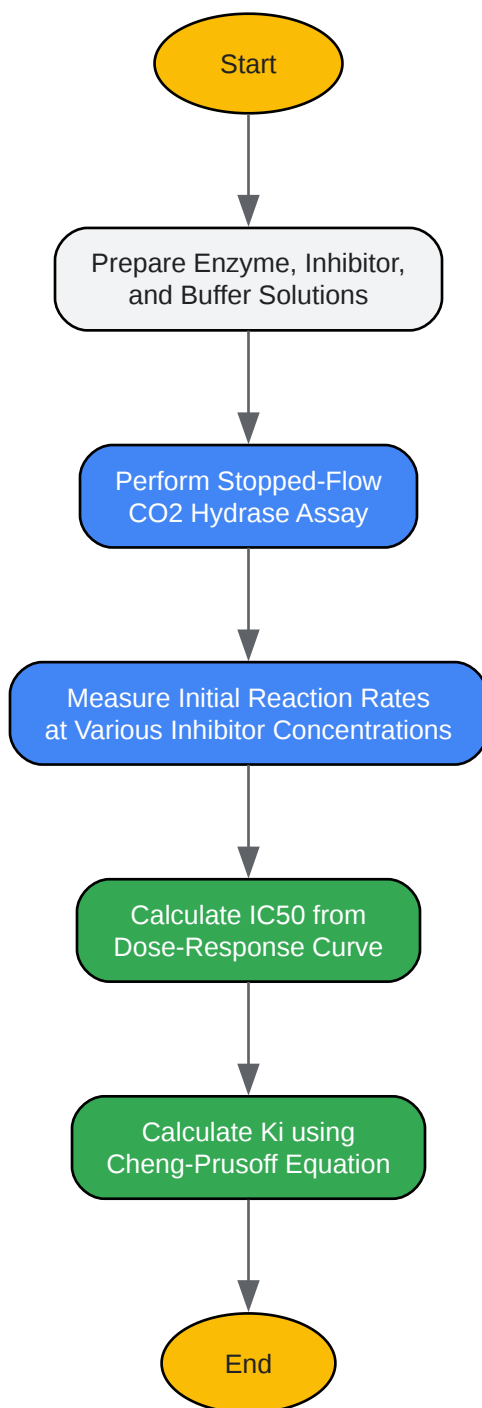 Start
Prepare Enzyme, Inhibitor,
and Buffer Solutions
Perform Stopped-Flow
CO2 Hydrase Assay
Measure Initial Reaction Rates
at Various Inhibitor Concentrations
Calculate IC50 from
Dose-Response Curve
Calculate Ki using
Cheng-Prusoff Equation
End